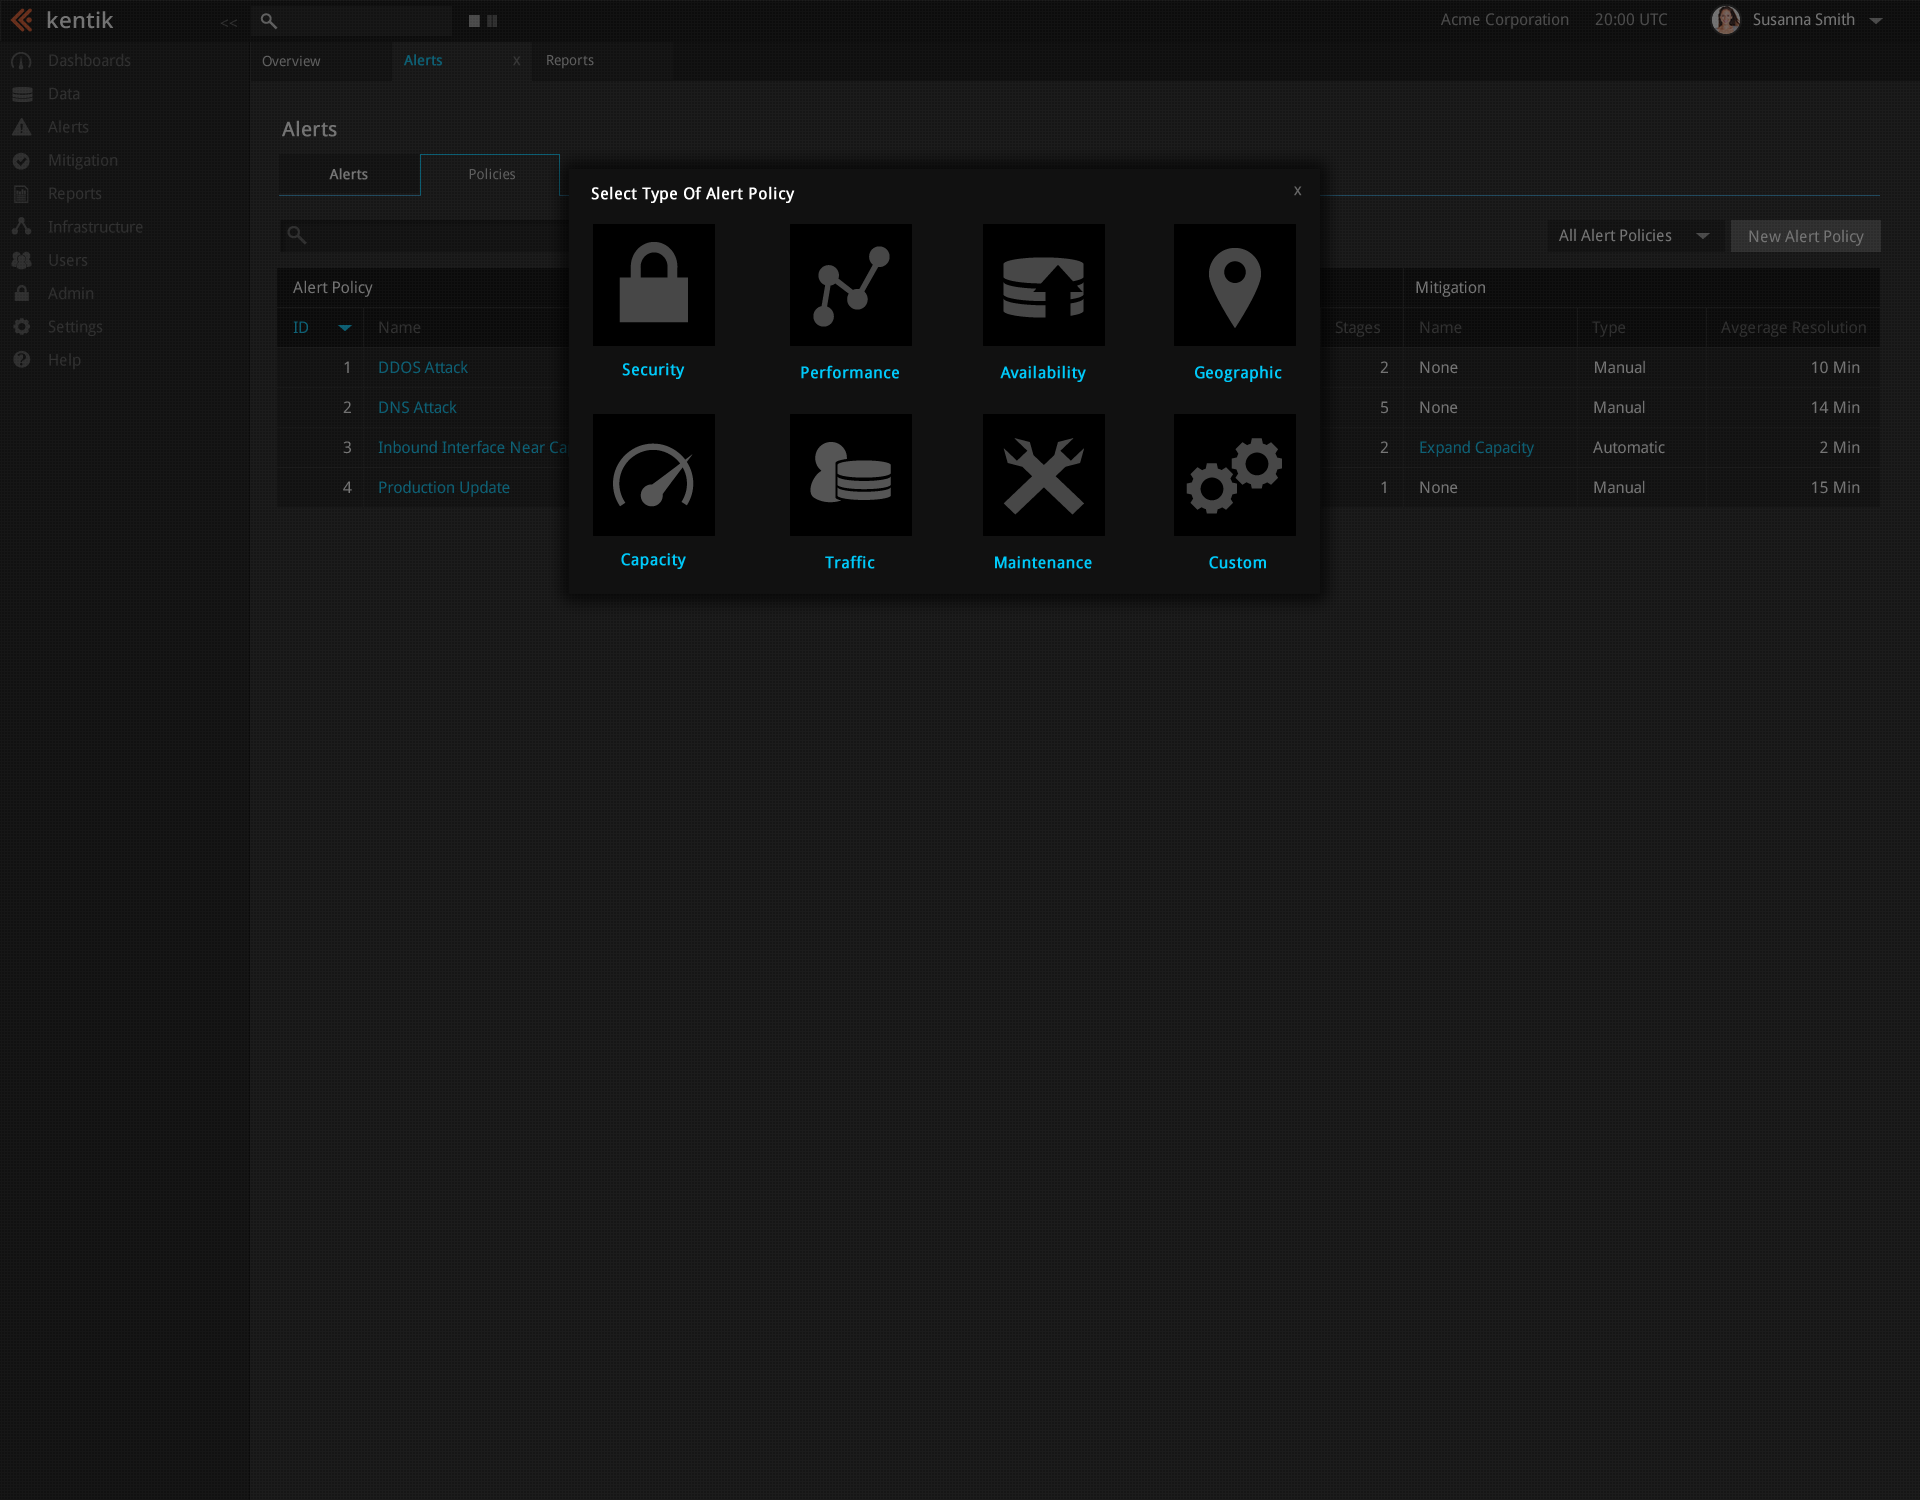 kentik
<<
Acme Corporation 20:00 UTC Susanna Smith
Dashboards
Data
Alerts
Mitigation
Reports
Infrastructure
Users
Admin
Settings
Help
Overview Alerts x Reports
Alerts
Alerts Policies
All Alert Policies New Alert Policy
Alert Policy Mitigation
ID Name Stages Name Type Avgerage Resolution
1 DDOS Attack 2 None Manual 10 Min
2 DNS Attack 5 None Manual 14 Min
3 Inbound Interface Near Ca 2 Expand Capacity Automatic 2 Min
4 Production Update 1 None Manual 15 Min
Select Type Of Alert Policy x
Security Performance Availability Geographic
Capacity Traffic Maintenance Custom